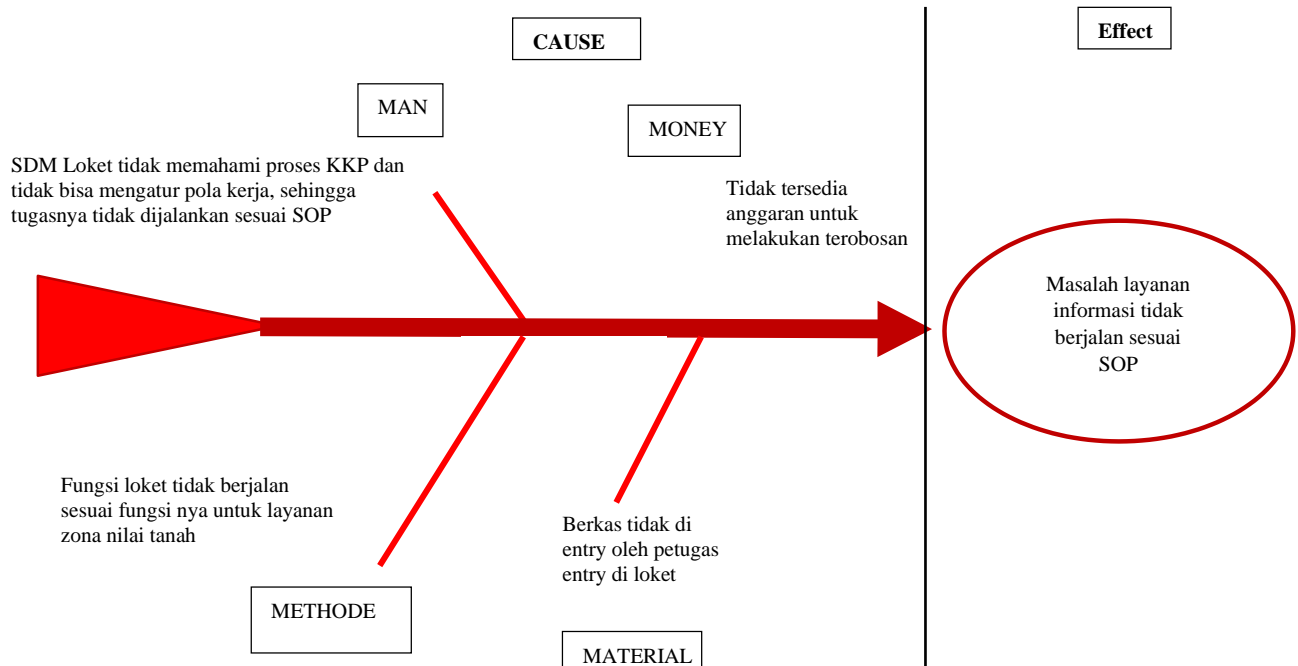 CAUSE
Effect
MAN
MONEY
SDM Loket tidak memahami proses KKP dan
tidak bisa mengatur pola kerja, sehingga
tugasnya tidak dijalankan sesuai SOP
Tidak tersedia
anggaran untuk
melakukan terobosan
Masalah layanan
informasi tidak
berjalan sesuai
SOP
Fungsi loket tidak berjalan
sesuai fungsi nya untuk layanan
zona nilai tanah
Berkas tidak di
entry oleh petugas
entry di loket
METHODE
MATERIAL